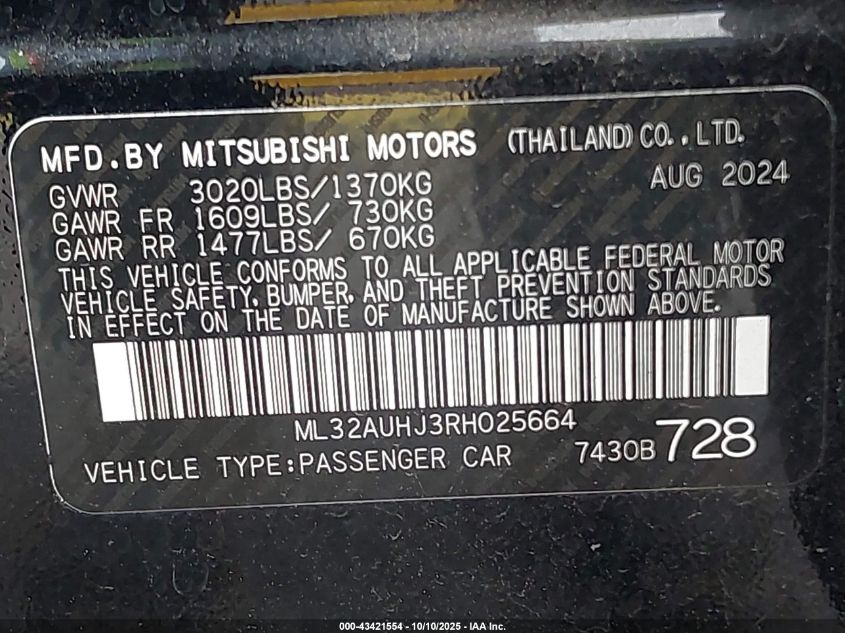 MFD.BY MITSUBISHI MOTORS (THAILAND) CO.,LTD.
AUG 2024
GVWR 3020LBS/1370KG
GAWR FR 1609LBS/ 730KG
GAWR RR 1477LBS/ 670KG
THIS VEHICLE CONFORMS TO ALL APPLICABLE FEDERAL MOTOR
VEHICLE SAFETY, BUMPER, AND THEFT PREVENTION STANDARDS
IN EFFECT ON THE DATE OF MANUFACTURE SHOWN ABOVE.
ML32AUHJ3RH025664
VEHICLE TYPE:PASSENGER CAR 7430B 728
000-43421554 - 10/10/2025 - IAA Inc.